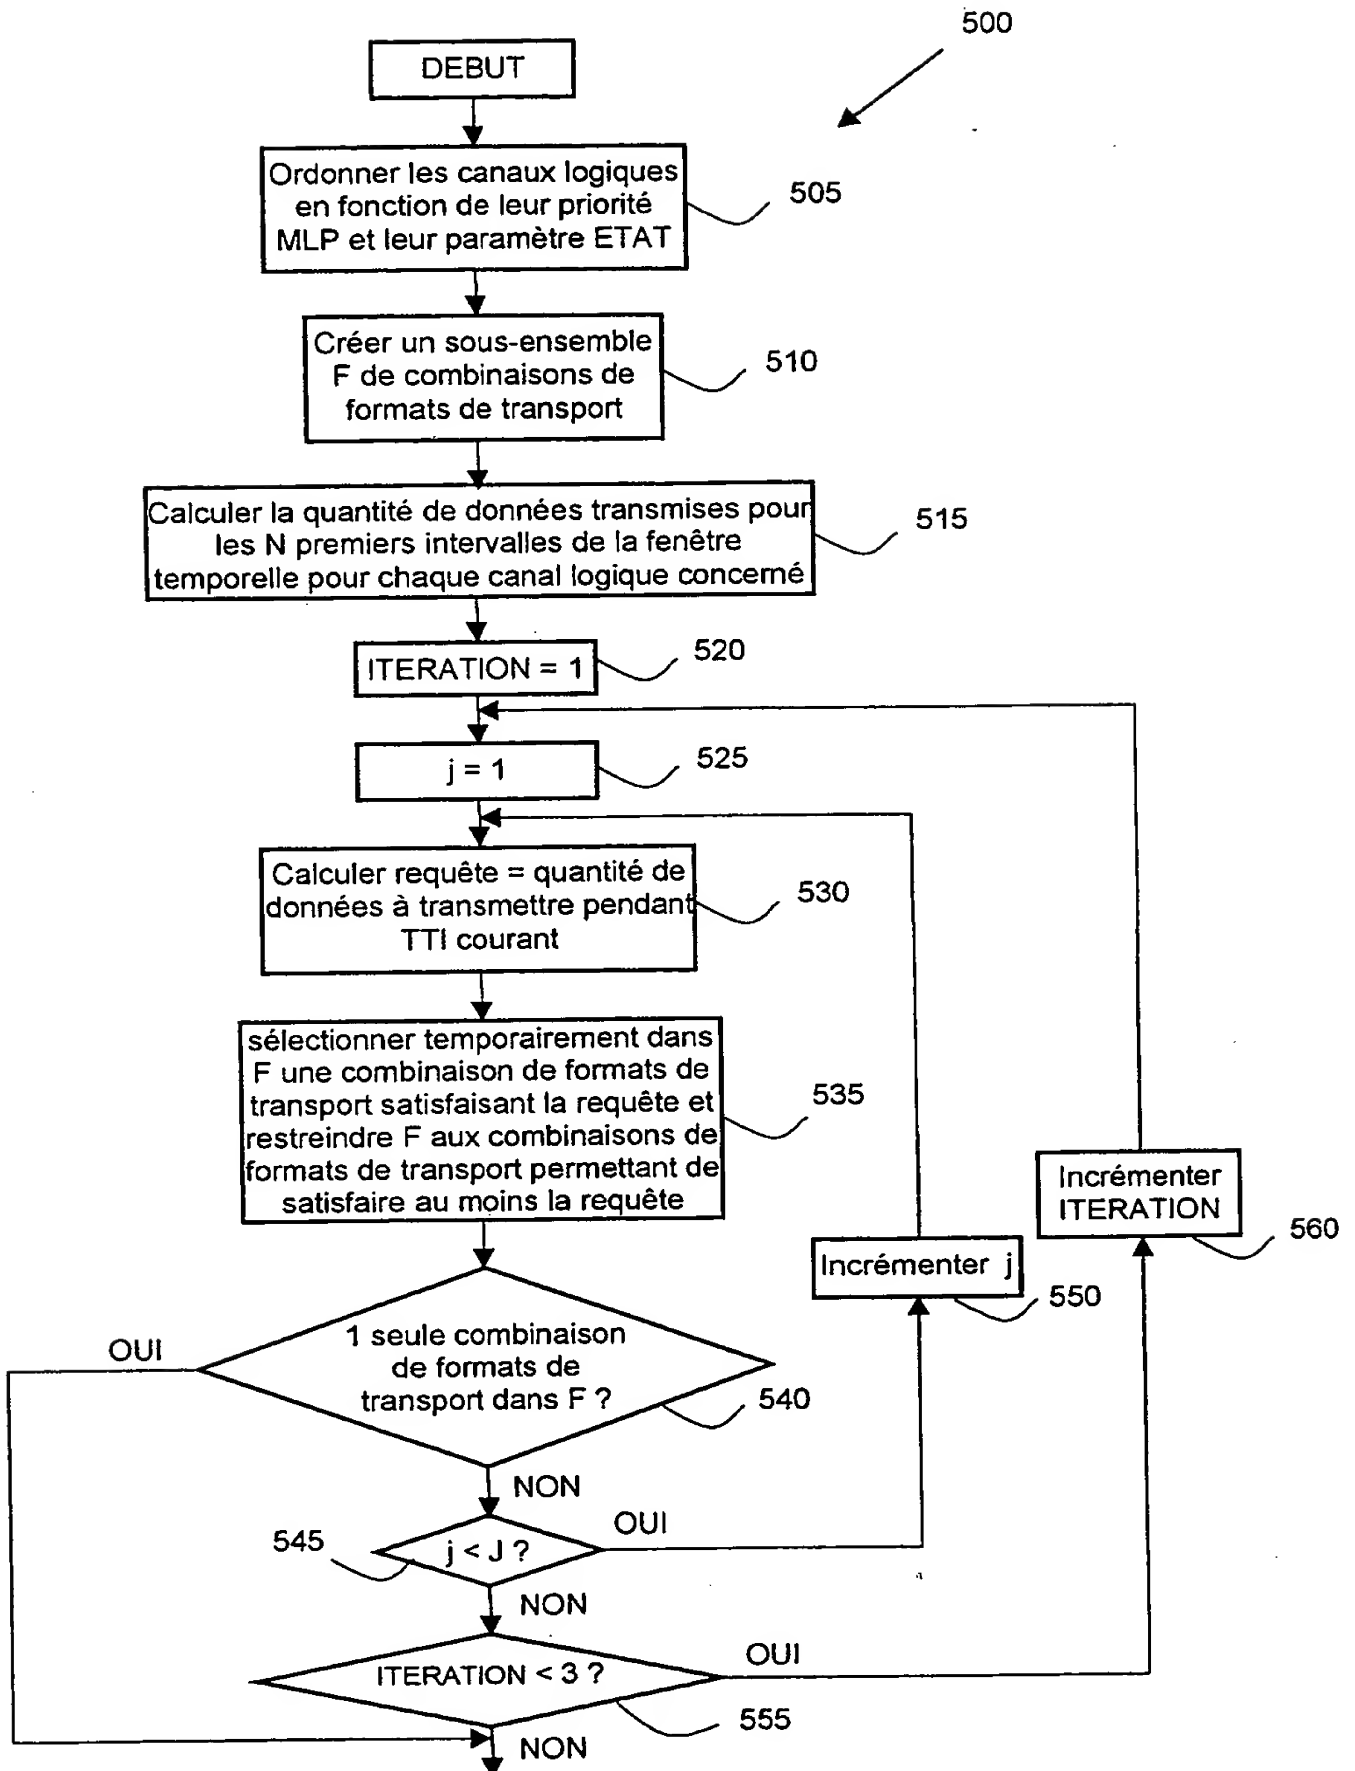 500
DEBUT
Ordonner les canaux logiques
en fonction de leur priorité
MLP et leur paramètre ETAT
505
Créer un sous-ensemble
F de combinaisons de
formats de transport
510
Calculer la quantité de données transmises pour
les N premiers intervalles de la fenêtre
temporelle pour chaque canal logique concerné
515
ITERATION = 1
520
j = 1
525
Calculer requête = quantité de
données à transmettre pendant
TTI courant
530
sélectionner temporairement dans
F une combinaison de formats de
transport satisfaisant la requête et
restreindre F aux combinaisons de
formats de transport permettant de
satisfaire au moins la requête
535
Incrémenter
ITERATION
560
Incrémenter j
550
1 seule combinaison
de formats de
transport dans F ?
OUI
540
NON
545
j < J ?
OUI
NON
ITERATION < 3 ?
OUI
555
NON